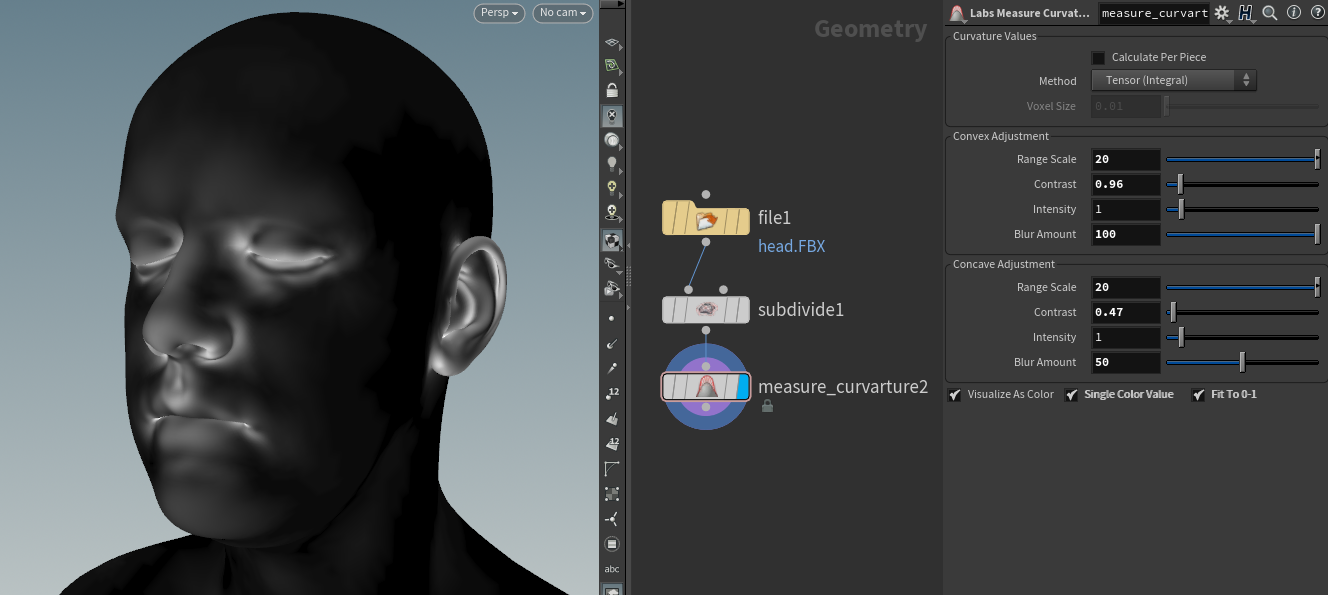 Persp
No cam
12
12
abc
Geometry
file1
head.FBX
subdivide1
measure_curvarture2
Labs Measure Curvat...
measure_curvart
H
i
?
Curvature Values
Calculate Per Piece
Method
Tensor (Integral)
Voxel Size
0.01
Convex Adjustment
Range Scale
20
Contrast
0.96
Intensity
1
Blur Amount
100
Concave Adjustment
Range Scale
20
Contrast
0.47
Intensity
1
Blur Amount
50
Visualize As Color
Single Color Value
Fit To 0-1